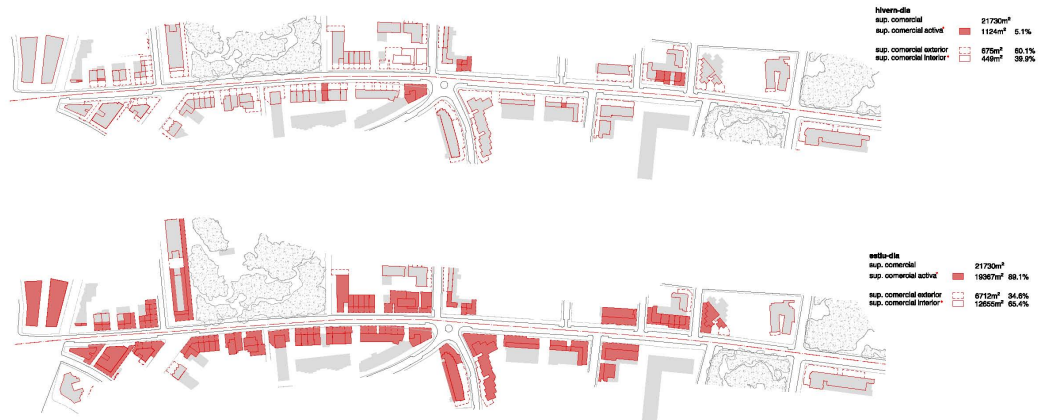 hivern-dia
sup. comercial 21730m²
sup. comercial activa* 1124m² 5.1%
sup. comercial exterior 675m² 60.1%
sup. comercial interior* 449m² 39.9%
estiu-dia
sup. comercial 21730m²
sup. comercial activa* 19367m² 89.1%
sup. comercial exterior 6712m² 34.6%
sup. comercial interior* 12655m² 65.4%